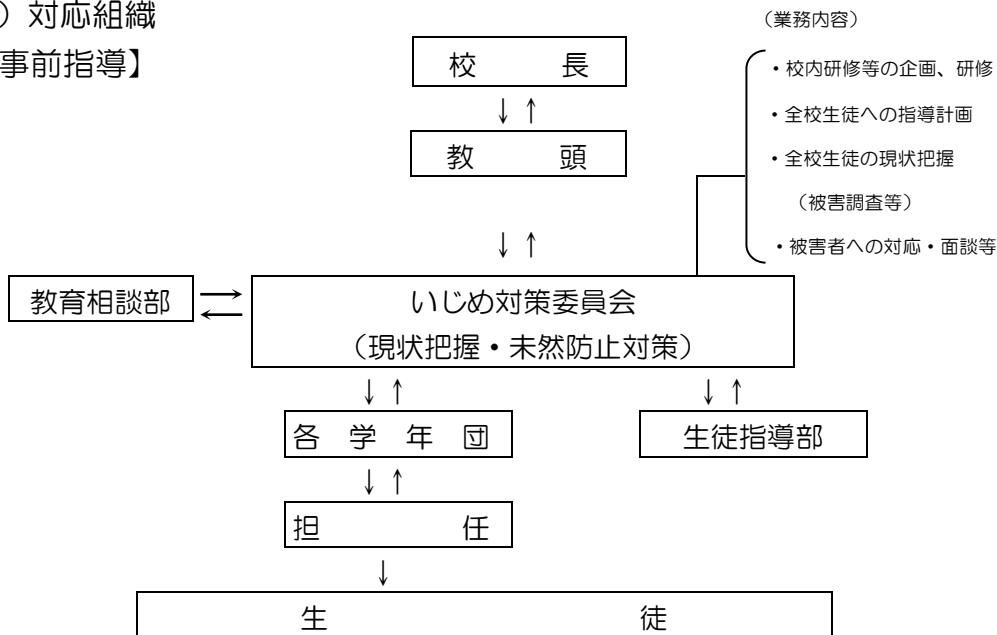 ）対応組織
事前指導】
（業務内容）
校　　長
・校内研修等の企画、研修
↓↑
・全校生徒への指導計画
教　　頭
・全校生徒の現状把握
（被害調査等）
↓↑
・被害者への対応・面談等
教育相談部
→
←
いじめ対策委員会
（現状把握・未然防止対策）
↓↑
↓↑
各　学　年　団
生徒指導部
↓↑
担　　　　　任
↓
生　　　　　　　　　　　徒